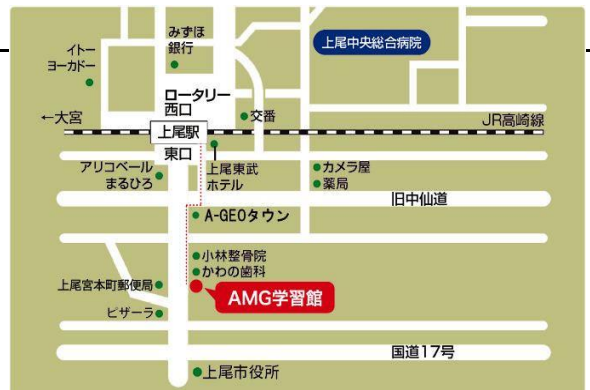 みずほ
銀行
イトー
ヨーカドー
上尾中央総合病院
ロータリー
西口
交番
←大宮
JR高崎線
上尾駅
東口
アリコベール
まるひろ
上尾東武
ホテル
カメラ屋
薬局
旧中仙道
A-GEOタウン
小林整骨院
かわの歯科
上尾宮本町郵便局
AMG学習館
ピザーラ
国道17号
上尾市役所